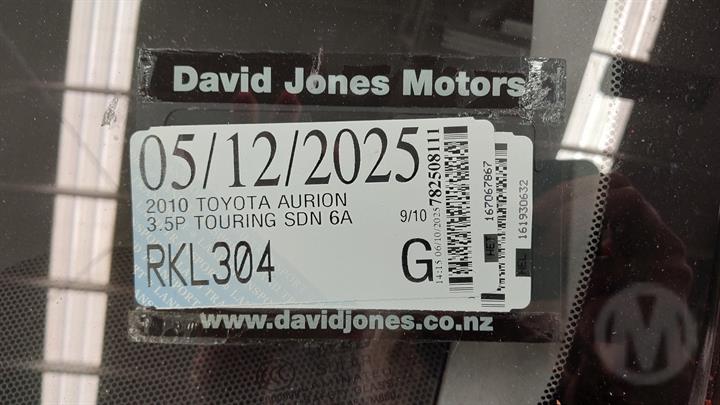 David Jones Motors
05/12/2025
2010 TOYOTA AURION
3.5P TOURING SDN 6A
9/10
RKL304
G
14:15 06/10/2025
782508111
MET
167067867
161930632
www.davidjones.co.nz
M